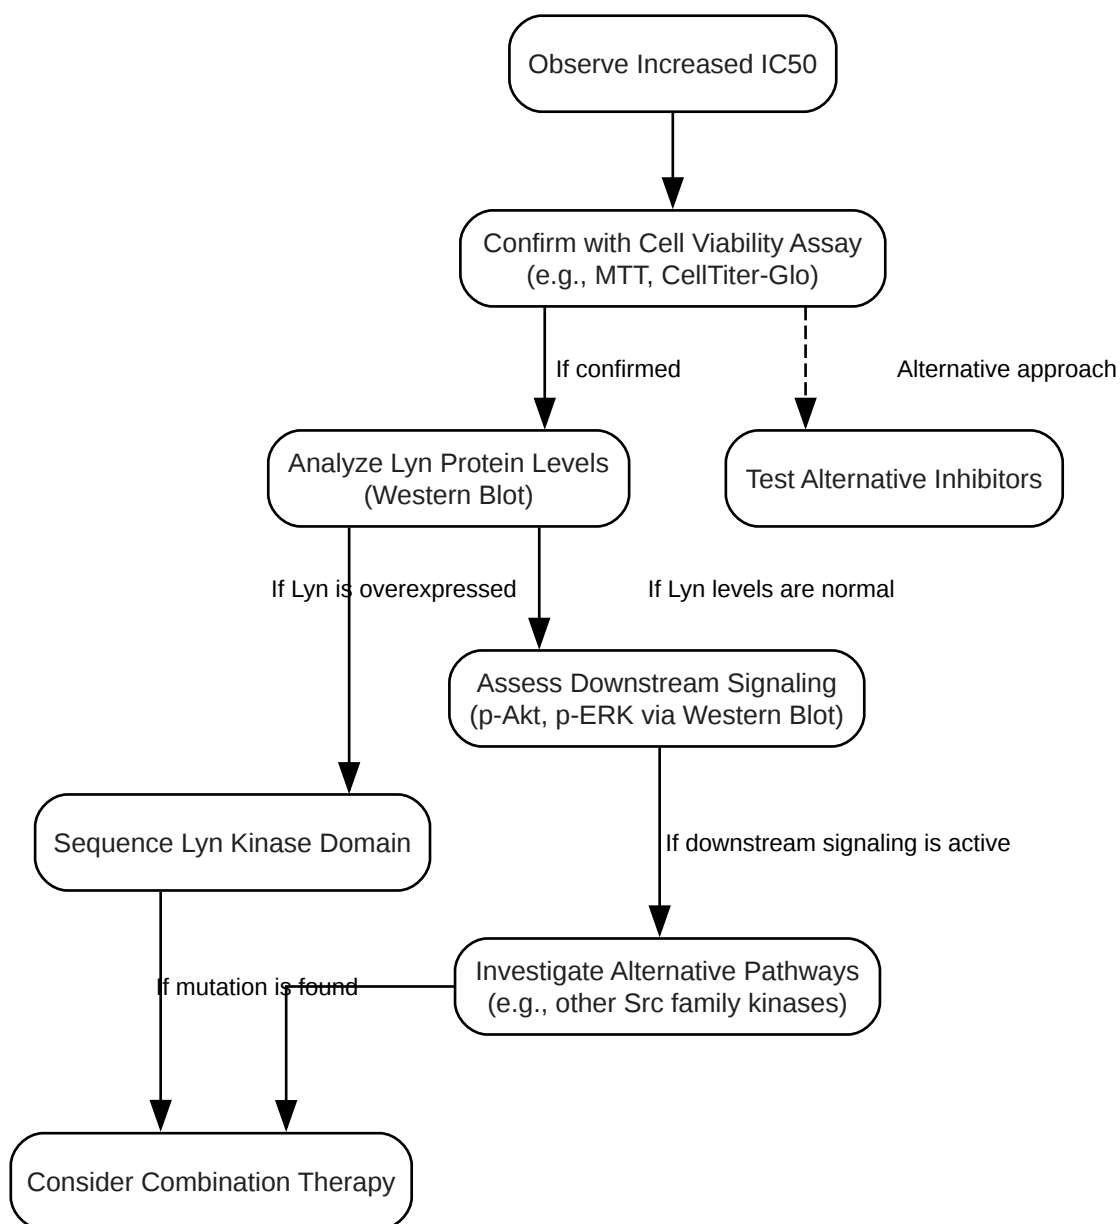 Observe Increased IC50
Confirm with Cell Viability Assay
(e.g., MTT, CellTiter-Glo)
If confirmed
Alternative approach
Analyze Lyn Protein Levels
(Western Blot)
Test Alternative Inhibitors
If Lyn is overexpressed
If Lyn levels are normal
Assess Downstream Signaling
(p-Akt, p-ERK via Western Blot)
Sequence Lyn Kinase Domain
If downstream signaling is active
Investigate Alternative Pathways
(e.g., other Src family kinases)
If mutation is found
Consider Combination Therapy